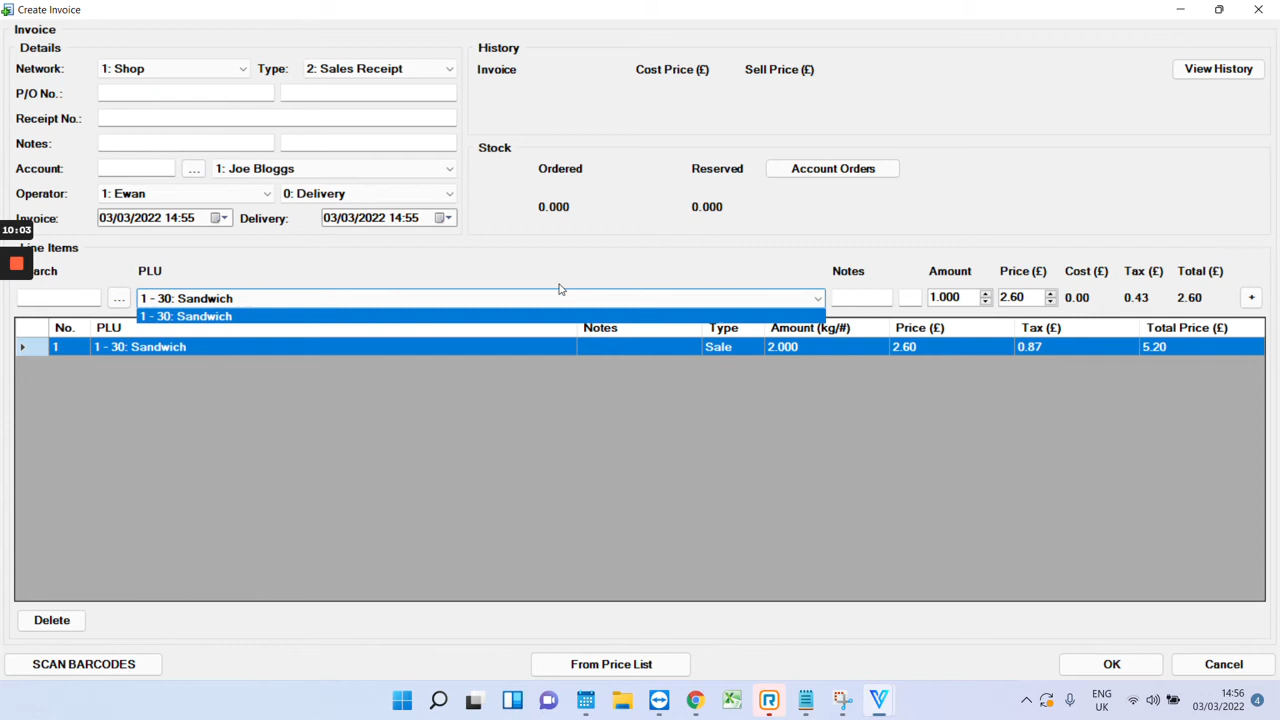 Create Invoice
Invoice
Details
Network: 1: Shop Type: 2: Sales Receipt
P/O No.:
Receipt No.:
Notes:
Account: ... 1: Joe Bloggs
Operator: 1: Ewan 0: Delivery
Invoice: 03/03/2022 14:55 Delivery: 03/03/2022 14:55
History
Invoice Cost Price (£) Sell Price (£) View History
Stock
Ordered Reserved Account Orders
0.000 0.000
10:03
Line Items
arch PLU Notes Amount Price (£) Cost (£) Tax (£) Total (£)
... 1 - 30: Sandwich 1.000 2.60 0.00 0.43 2.60 +
1 - 30: Sandwich
No. PLU Notes Type Amount (kg/#) Price (£) Tax (£) Total Price (£)
1 1 - 30: Sandwich Sale 2.000 2.60 0.87 5.20
Delete
SCAN BARCODES From Price List OK Cancel
ENG UK 14:56 03/03/2022 4